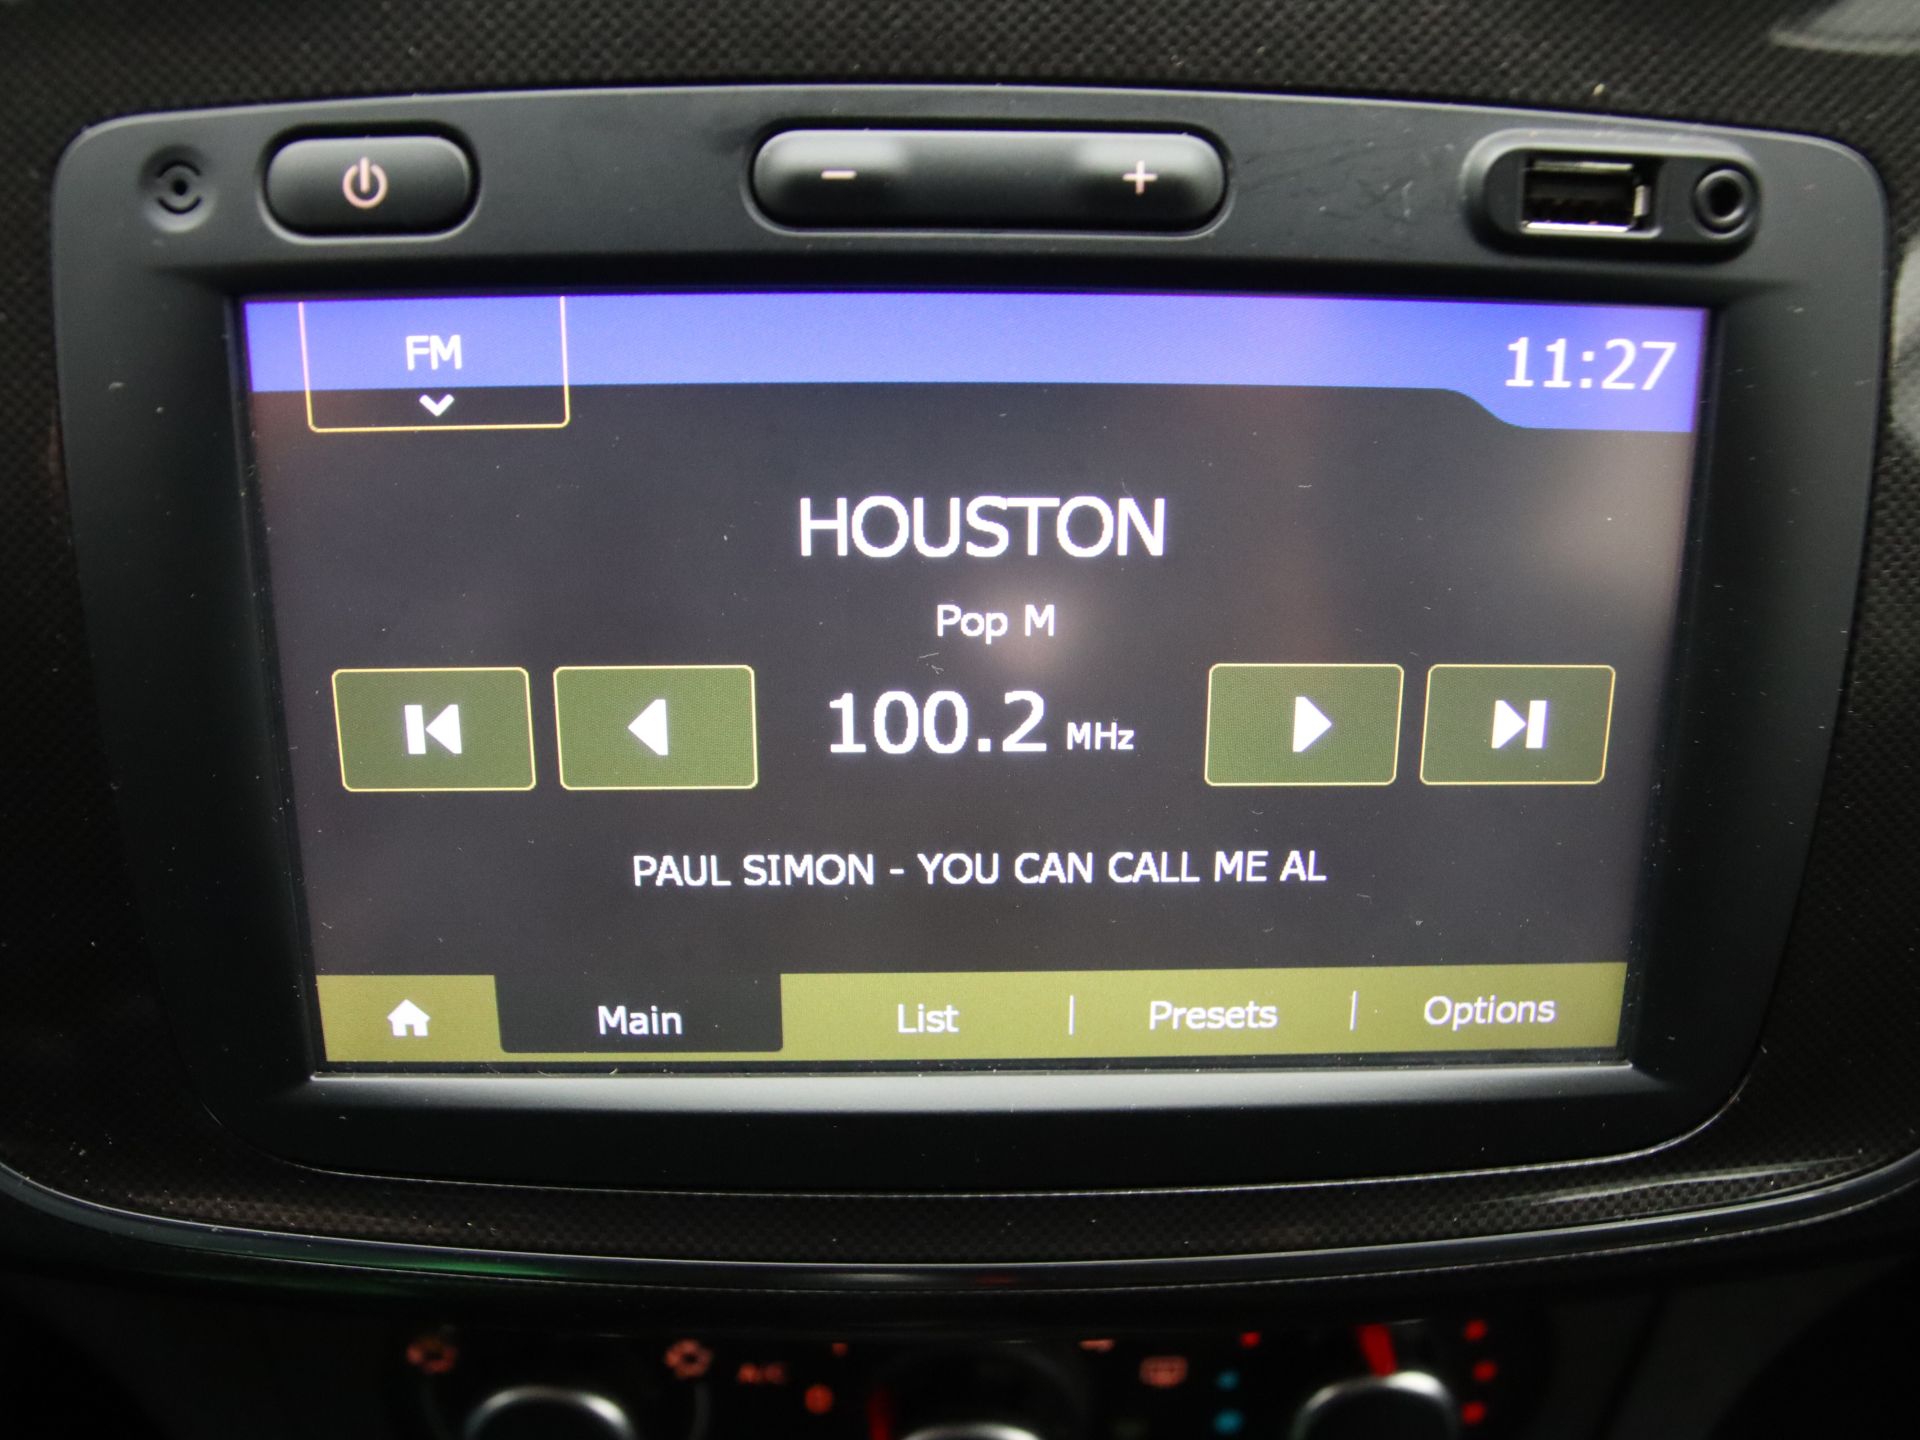 FM
11:27
HOUSTON
Pop M
100.2 MHz
PAUL SIMON - YOU CAN CALL ME AL
Main List Presets Options
A/C